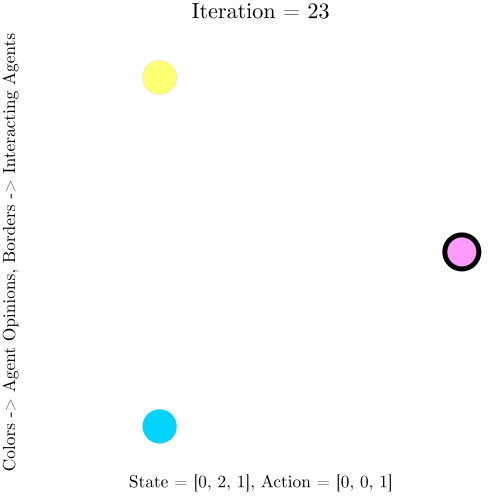 Iteration = 23
Colors -> Agent Opinions, Borders -> Interacting Agents
State = [0, 2, 1], Action = [0, 0, 1]